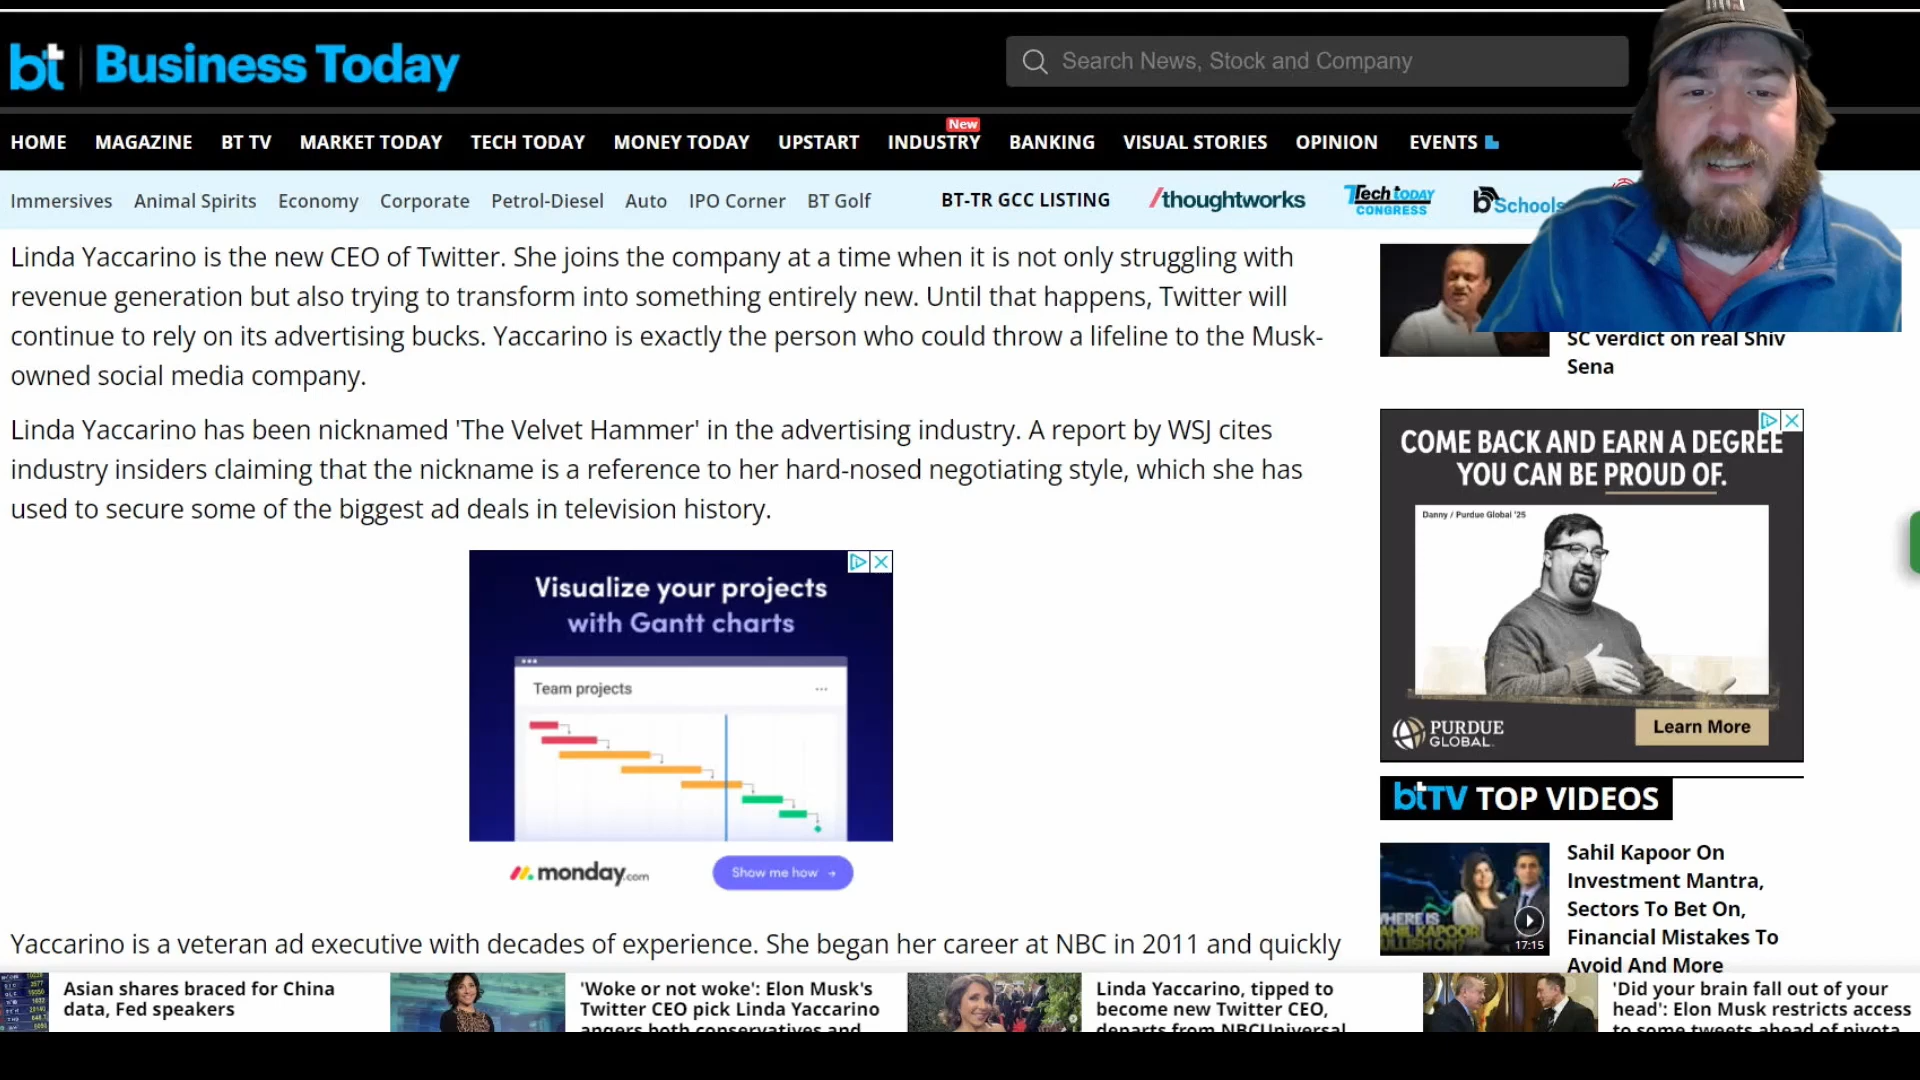 bt | Business Today
Search News, Stock and Company
HOME MAGAZINE BT TV MARKET TODAY TECH TODAY MONEY TODAY UPSTART INDUSTRY New BANKING VISUAL STORIES OPINION EVENTS
Immersives Animal Spirits Economy Corporate Petrol-Diesel Auto IPO Corner BT Golf BT-TR GCC LISTING /thoughtworks Tech TODAY CONGRESS b Schools
Linda Yaccarino is the new CEO of Twitter. She joins the company at a time when it is not only struggling with
revenue generation but also trying to transform into something entirely new. Until that happens, Twitter will
continue to rely on its advertising bucks. Yaccarino is exactly the person who could throw a lifeline to the Musk-
owned social media company.
Linda Yaccarino has been nicknamed 'The Velvet Hammer' in the advertising industry. A report by WSJ cites
industry insiders claiming that the nickname is a reference to her hard-nosed negotiating style, which she has
used to secure some of the biggest ad deals in television history.
Visualize your projects
with Gantt charts
Team projects
monday.com
Show me how
Yaccarino is a veteran ad executive with decades of experience. She began her career at NBC in 2011 and quickly
SC verdict on real Shiv
Sena
COME BACK AND EARN A DEGREE
YOU CAN BE PROUD OF.
Danny / Purdue Global '25
PURDUE
GLOBAL
Learn More
btTV TOP VIDEOS
17:15
Sahil Kapoor On
Investment Mantra,
Sectors To Bet On,
Financial Mistakes To
Avoid And More
Asian shares braced for China
data, Fed speakers
'Woke or not woke': Elon Musk's
Twitter CEO pick Linda Yaccarino
angers both conservatives and
Linda Yaccarino, tipped to
become new Twitter CEO,
departs from NBCUniversal
'Did your brain fall out of your
head': Elon Musk restricts access
to some tweets ahead of pivota